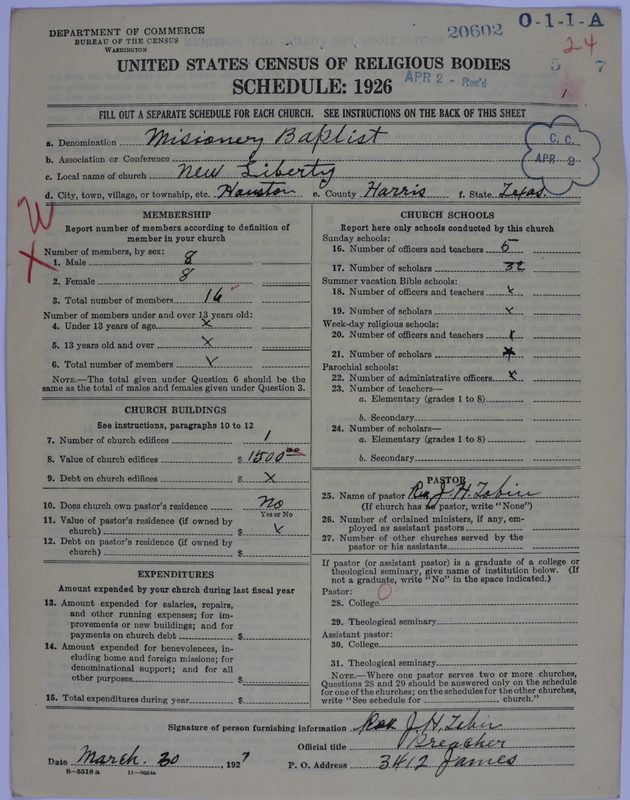 DEPARTMENT OF COMMERCE
BUREAU OF THE CENSUS
WASHINGTON
20602
O-1-1-A
24
5 7
UNITED STATES CENSUS OF RELIGIOUS BODIES
SCHEDULE: 1926
APR 2 - Rec'd
1
FILL OUT A SEPARATE SCHEDULE FOR EACH CHURCH. SEE INSTRUCTIONS ON THE BACK OF THIS SHEET
C. C.
APR 8
a. Denomination Misionery Baptist
b. Association or Conference
c. Local name of church New Liberty
d. City, town, village, or township, etc. Houston e. County Harris f. State Texas
W
X
MEMBERSHIP
Report number of members according to definition of
member in your church
Number of members, by sex:
1. Male 8
2. Female 8
3. Total number of members 16
Number of members under and over 13 years old:
4. Under 13 years of age x
5. 13 years old and over x
6. Total number of members x
NOTE.—The total given under Question 6 should be the
same as the total of males and females given under Question 3.
CHURCH BUILDINGS
See instructions, paragraphs 10 to 12
7. Number of church edifices 1
8. Value of church edifices $ 1500 00
9. Debt on church edifices $ x
10. Does church own pastor's residence No
Yes or No
11. Value of pastor's residence (if owned by
church) $ x
12. Debt on pastor's residence (if owned by
church) $
EXPENDITURES
Amount expended by your church during last fiscal year
13. Amount expended for salaries, repairs,
and other running expenses; for im-
provements or new buildings; and for
payments on church debt $
14. Amount expended for benevolences, in-
cluding home and foreign missions; for
denominational support; and for all
other purposes $
15. Total expenditures during year $
CHURCH SCHOOLS
Report here only schools conducted by this church
Sunday schools:
16. Number of officers and teachers 5
17. Number of scholars 32
Summer vacation Bible schools:
18. Number of officers and teachers x
19. Number of scholars x
Week-day religious schools:
20. Number of officers and teachers x
21. Number of scholars x
Parochial schools:
22. Number of administrative officers x
23. Number of teachers—
a. Elementary (grades 1 to 8)
b. Secondary
24. Number of scholars—
a. Elementary (grades 1 to 8)
b. Secondary
PASTOR
25. Name of pastor Rev J. H. Tobin
(If church has no pastor, write "None")
26. Number of ordained ministers, if any, em-
ployed as assistant pastors
27. Number of other churches served by the
pastor or his assistants
If pastor (or assistant pastor) is a graduate of a college or
theological seminary, give name of institution below. (If
not a graduate, write "No" in the space indicated.)
Pastor: O
28. College
29. Theological seminary
Assistant pastor:
30. College
31. Theological seminary
NOTE.—Where one pastor serves two or more churches,
Questions 28 and 29 should be answered only on the schedule
for one of the churches; on the schedules for the other churches,
write "See schedule for church."
Signature of person furnishing information Rev J. H.
Official title Preacher
Date March 30, 1927 P. O. Address 3412 James
8—5518 a 11—9024a